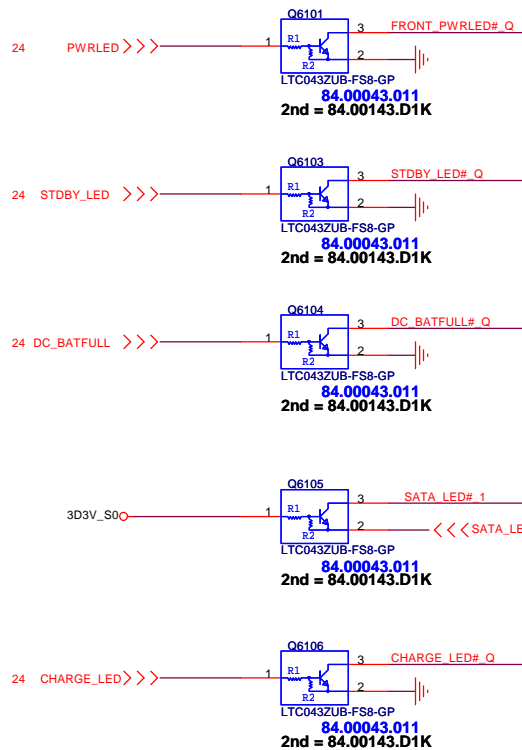 Q6101
24 PWRLED 1 R1 R2 3 FRONT_PWRLED#_Q
2
LTC043ZUB-FS8-GP
84.00043.011
2nd = 84.00143.D1K
Q6103
24 STDBY_LED 1 R1 R2 3 STDBY_LED#_Q
2
LTC043ZUB-FS8-GP
84.00043.011
2nd = 84.00143.D1K
Q6104
24 DC_BATFULL 1 R1 R2 3 DC_BATFULL#_Q
2
LTC043ZUB-FS8-GP
84.00043.011
2nd = 84.00143.D1K
Q6105
3D3V_S0 1 R1 R2 3 SATA_LED#_1
2 SATA_LE
LTC043ZUB-FS8-GP
84.00043.011
2nd = 84.00143.D1K
Q6106
24 CHARGE_LED 1 R1 R2 3 CHARGE_LED#_Q
2
LTC043ZUB-FS8-GP
84.00043.011
2nd = 84.00143.D1K